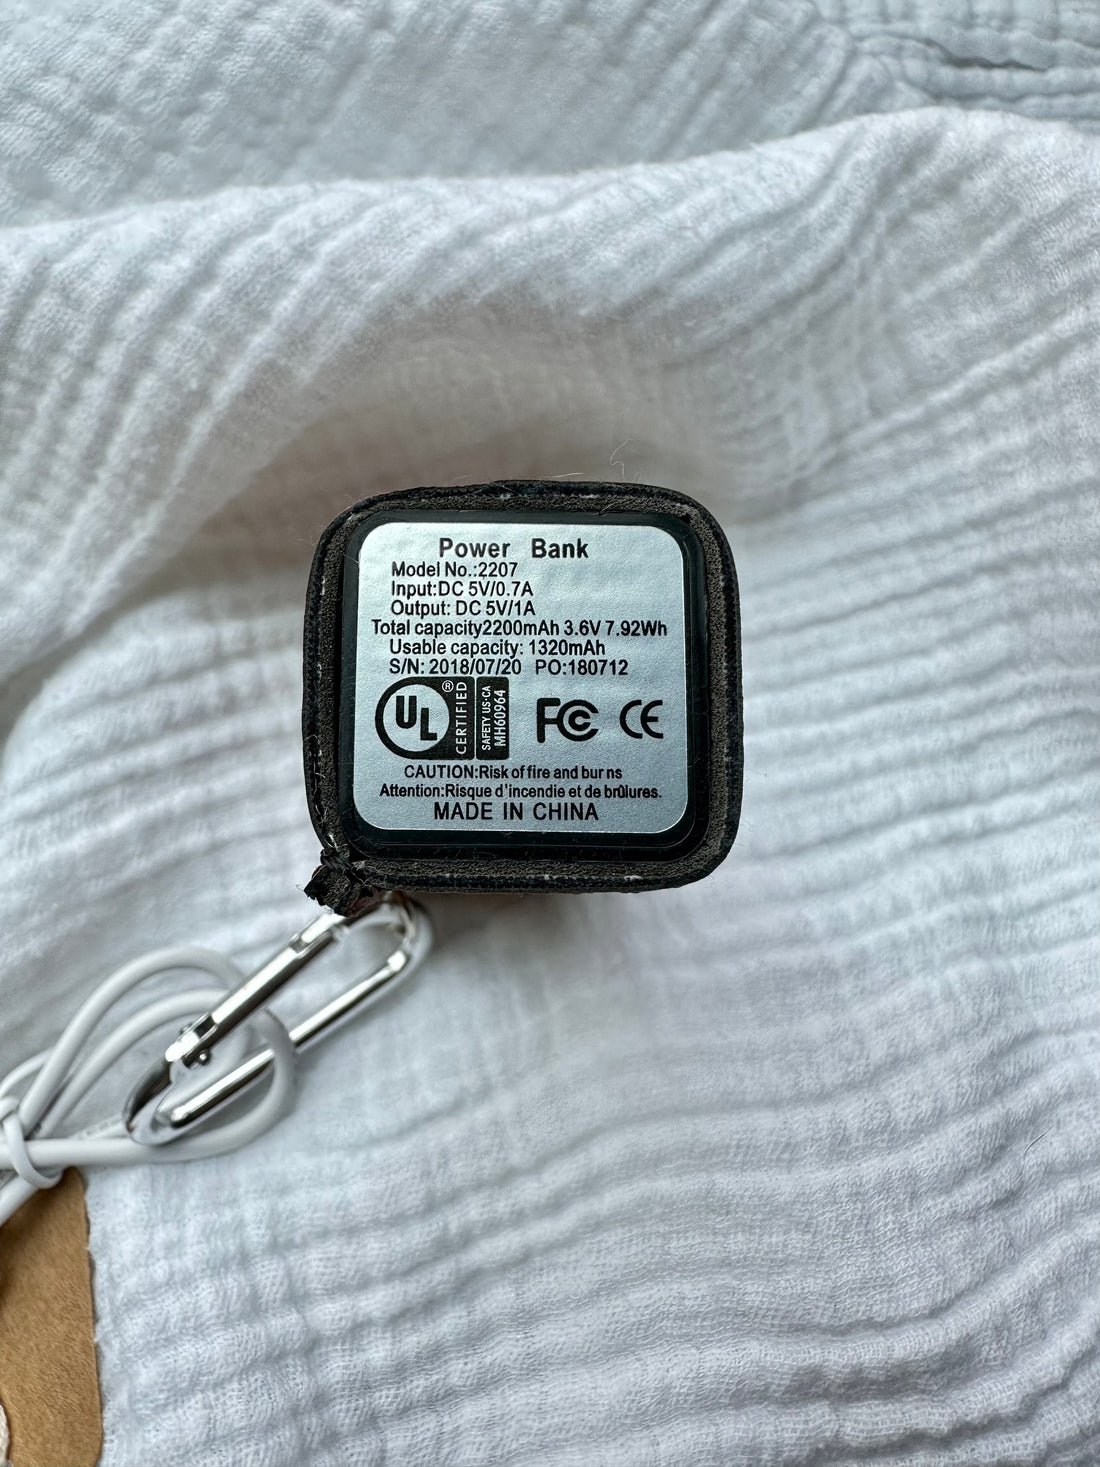 Power Bank
Model No.:2207
Input:DC 5V/0.7A
Output: DC 5V/1A
Total capacity2200mAh 3.6V 7.92Wh
Usable capacity: 1320mAh
S/N: 2018/07/20 PO:180712
UL ® CERTIFIED SAFETY US-CA MH60964 FC CE
CAUTION:Risk of fire and burns
Attention:Risque d'incendie et de brûlures.
MADE IN CHINA